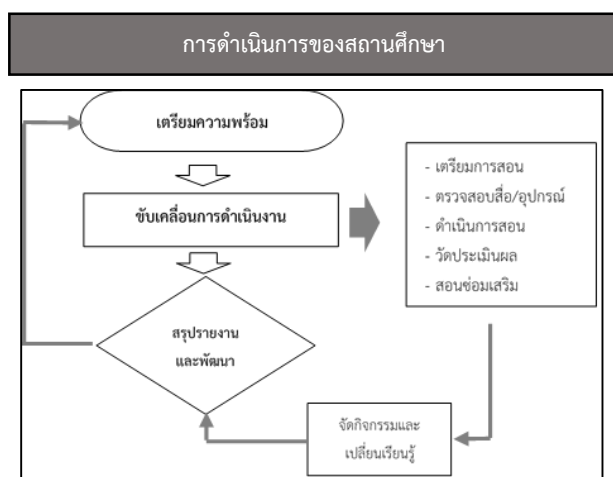 การดำเนินการของสถานศึกษา
เตรียมความพร้อม
ขับเคลื่อนการดำเนินงาน
- เตรียมการสอน
- ตรวจสอบสื่อ/อุปกรณ์
- ดำเนินการสอน
- วัดประเมินผล
- สอนซ่อมเสริม
สรุปรายงาน
และพัฒนา
จัดกิจกรรมและ
เปลี่ยนเรียนรู้